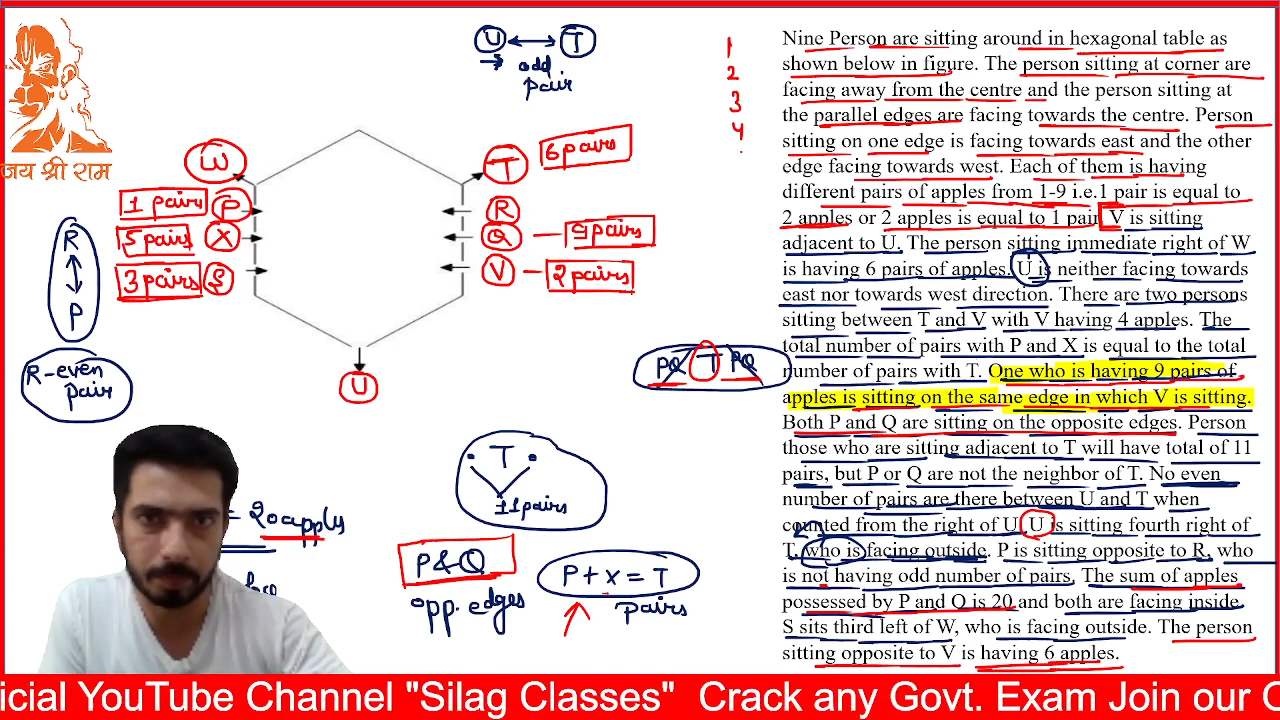 Nine Person are sitting around in hexagonal table as
shown below in figure. The person sitting at corner are
facing away from the centre and the person sitting at
the parallel edges are facing towards the centre. Person
sitting on one edge is facing towards east and the other
edge facing towards west. Each of them is having
different pairs of apples from 1-9 i.e.1 pair is equal to
2 apples or 2 apples is equal to 1 pair. V is sitting
adjacent to U. The person sitting immediate right of W
is having 6 pairs of apples. U is neither facing towards
east nor towards west direction. There are two persons
sitting between T and V with V having 4 apples. The
total number of pairs with P and X is equal to the total
number of pairs with T. One who is having 9 pairs of
apples is sitting on the same edge in which V is sitting.
Both P and Q are sitting on the opposite edges. Person
those who are sitting adjacent to T will have total of 11
pairs, but P or Q are not the neighbor of T. No even
number of pairs are there between U and T when
counted from the right of U. U is sitting fourth right of
T, who is facing outside. P is sitting opposite to R, who
is not having odd number of pairs. The sum of apples
possessed by P and Q is 20 and both are facing inside.
S sits third left of W, who is facing outside. The person
sitting opposite to V is having 6 apples.
1
2
3
4
U T
odd
pair
W
T 6 pairs
1 pairs P
R
5 pairs X
Q 9 pairs
3 pairs S
V 2 pairs
U
R
P
R-even
pair
PQ T PQ
T
11 pairs
P & Q
opp. edges
P + x = T
pairs
= 20 apply
जय श्री राम
icial YouTube Channel "Silag Classes" Crack any Govt. Exam Join our O